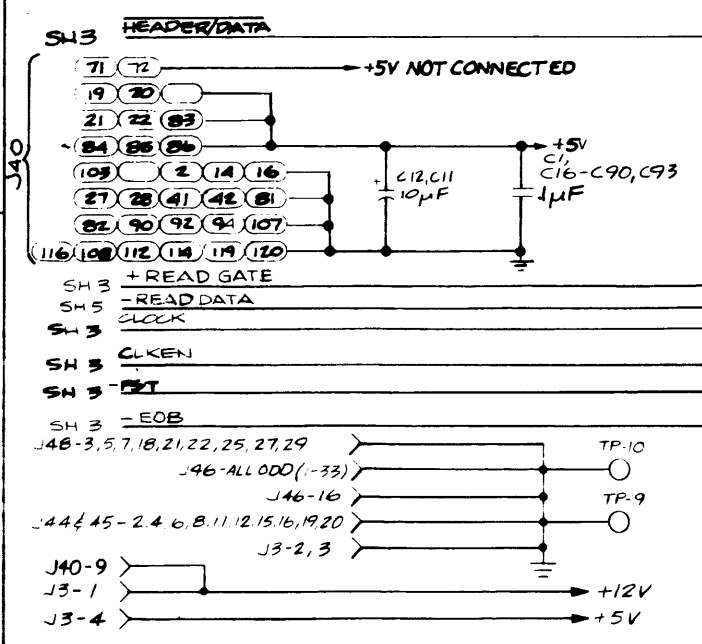 SH3 HEADER/DATA
71 72 +5V NOT CONNECTED
19 20
21 22 83
84 85 86 +5V
J40
C1,
103 2 14 16 C12,C11 C16-C90,C93
27 28 41 42 81 10µF 1µF
82 90 92 94 107
116 108 112 114 119 120
SH 3 + READ GATE
SH 5 - READ DATA
SH 3 CLOCK
SH 3 CLKEN
SH 3 - PST
SH 3 - EOB
J48-3,5,7,18,21,22,25,27,29 TP-10
J46-ALL ODD(1-33)
J46-16 TP-9
J44 & 45-2.4,6,8,11,12,15,16,19,20
J3-2,3
J40-9
J3-1 +12V
J3-4 +5V